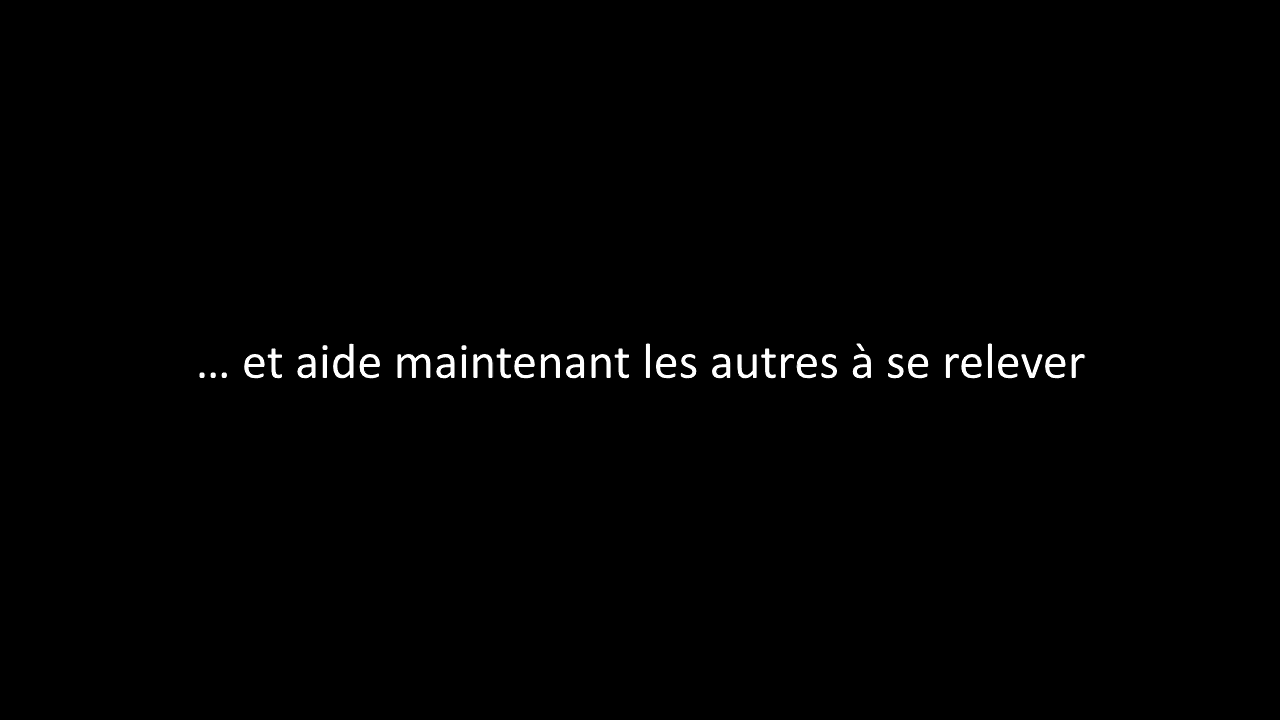 … et aide maintenant les autres à se relever